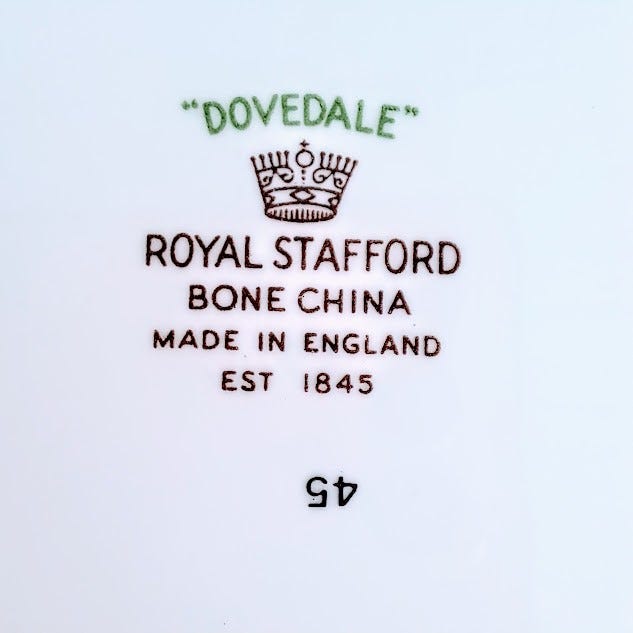 "DOVEDALE"
ROYAL STAFFORD
BONE CHINA
MADE IN ENGLAND
EST 1845
45